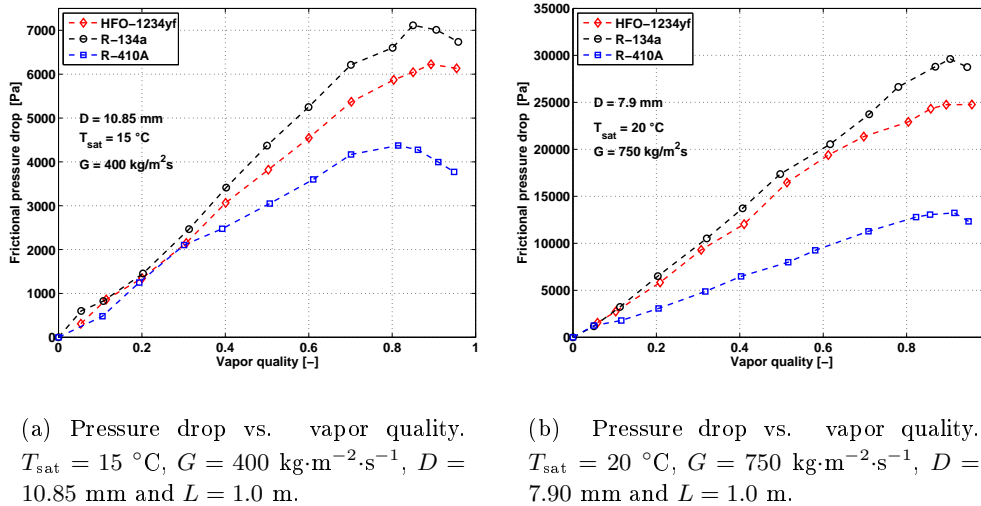 HFO-1234yf
R-134a
R-410A
D = 10.85 mm
T_sat = 15 °C
G = 400 kg/m²s
Frictional pressure drop [Pa]
7000
6000
5000
4000
3000
2000
1000
0
0 0.2 0.4 0.6 0.8 1
Vapor quality [-]
HFO-1234yf
R-134a
R-410A
D = 7.9 mm
T_sat = 20 °C
G = 750 kg/m²s
Frictional pressure drop [Pa]
35000
30000
25000
20000
15000
10000
5000
0
0 0.2 0.4 0.6 0.8
Vapor quality [-]
(a) Pressure drop vs. vapor quality.
T_sat = 15 °C, G = 400 kg·m⁻²·s⁻¹, D =
10.85 mm and L = 1.0 m.
(b) Pressure drop vs. vapor quality.
T_sat = 20 °C, G = 750 kg·m⁻²·s⁻¹, D =
7.90 mm and L = 1.0 m.